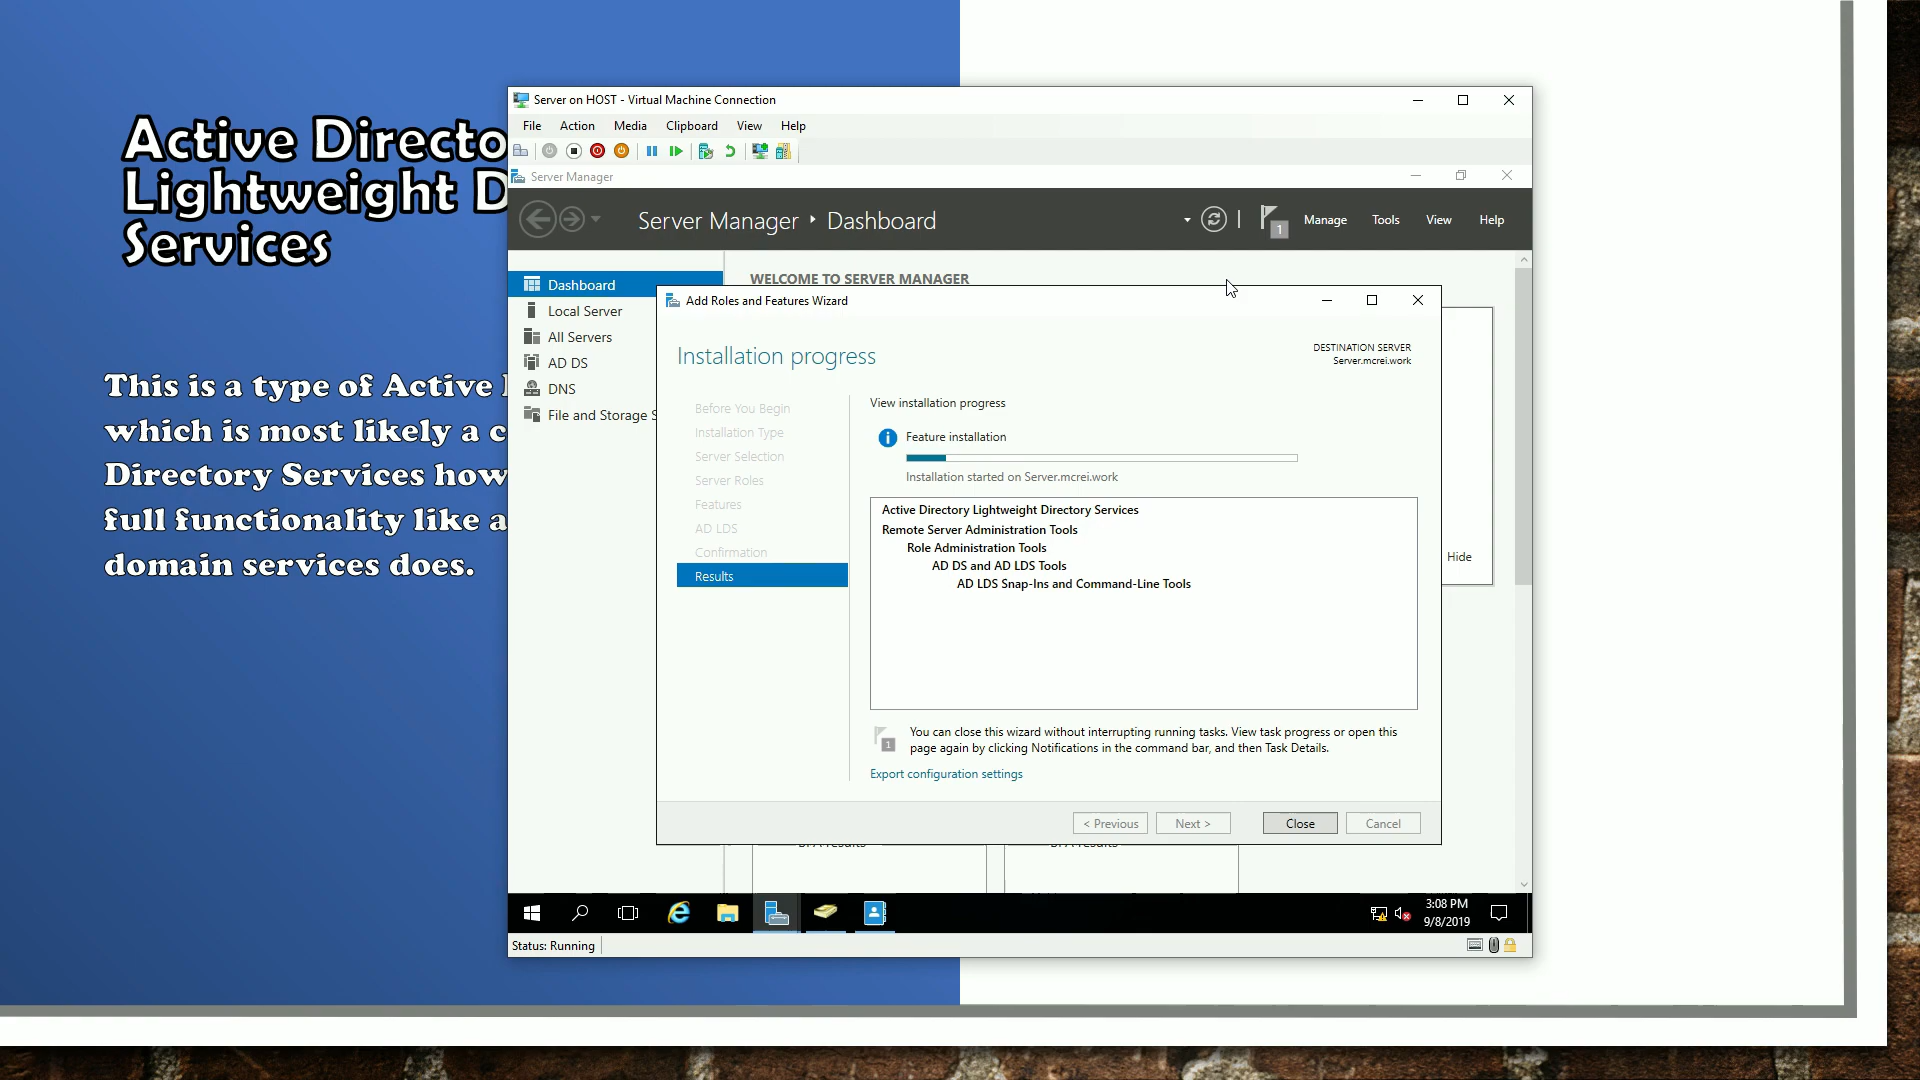 Active Directo
Lightweight D
Services
This is a type of Active
which is most likely a c
Directory Services how
full functionality like a
domain services does.
Server on HOST - Virtual Machine Connection
File Action Media Clipboard View Help
Server Manager
Server Manager Dashboard
1 Manage Tools View Help
Dashboard
Local Server
All Servers
AD DS
DNS
File and Storage S
WELCOME TO SERVER MANAGER
Add Roles and Features Wizard
Installation progress
DESTINATION SERVER
Server.mcrei.work
Before You Begin
Installation Type
Server Selection
Server Roles
Features
AD LDS
Confirmation
Results
View installation progress
Feature installation
Installation started on Server.mcrei.work
Active Directory Lightweight Directory Services
Remote Server Administration Tools
Role Administration Tools
AD DS and AD LDS Tools
AD LDS Snap-Ins and Command-Line Tools
Hide
1
You can close this wizard without interrupting running tasks. View task progress or open this
page again by clicking Notifications in the command bar, and then Task Details.
Export configuration settings
< Previous Next > Close Cancel
3:08 PM
9/8/2019
Status: Running